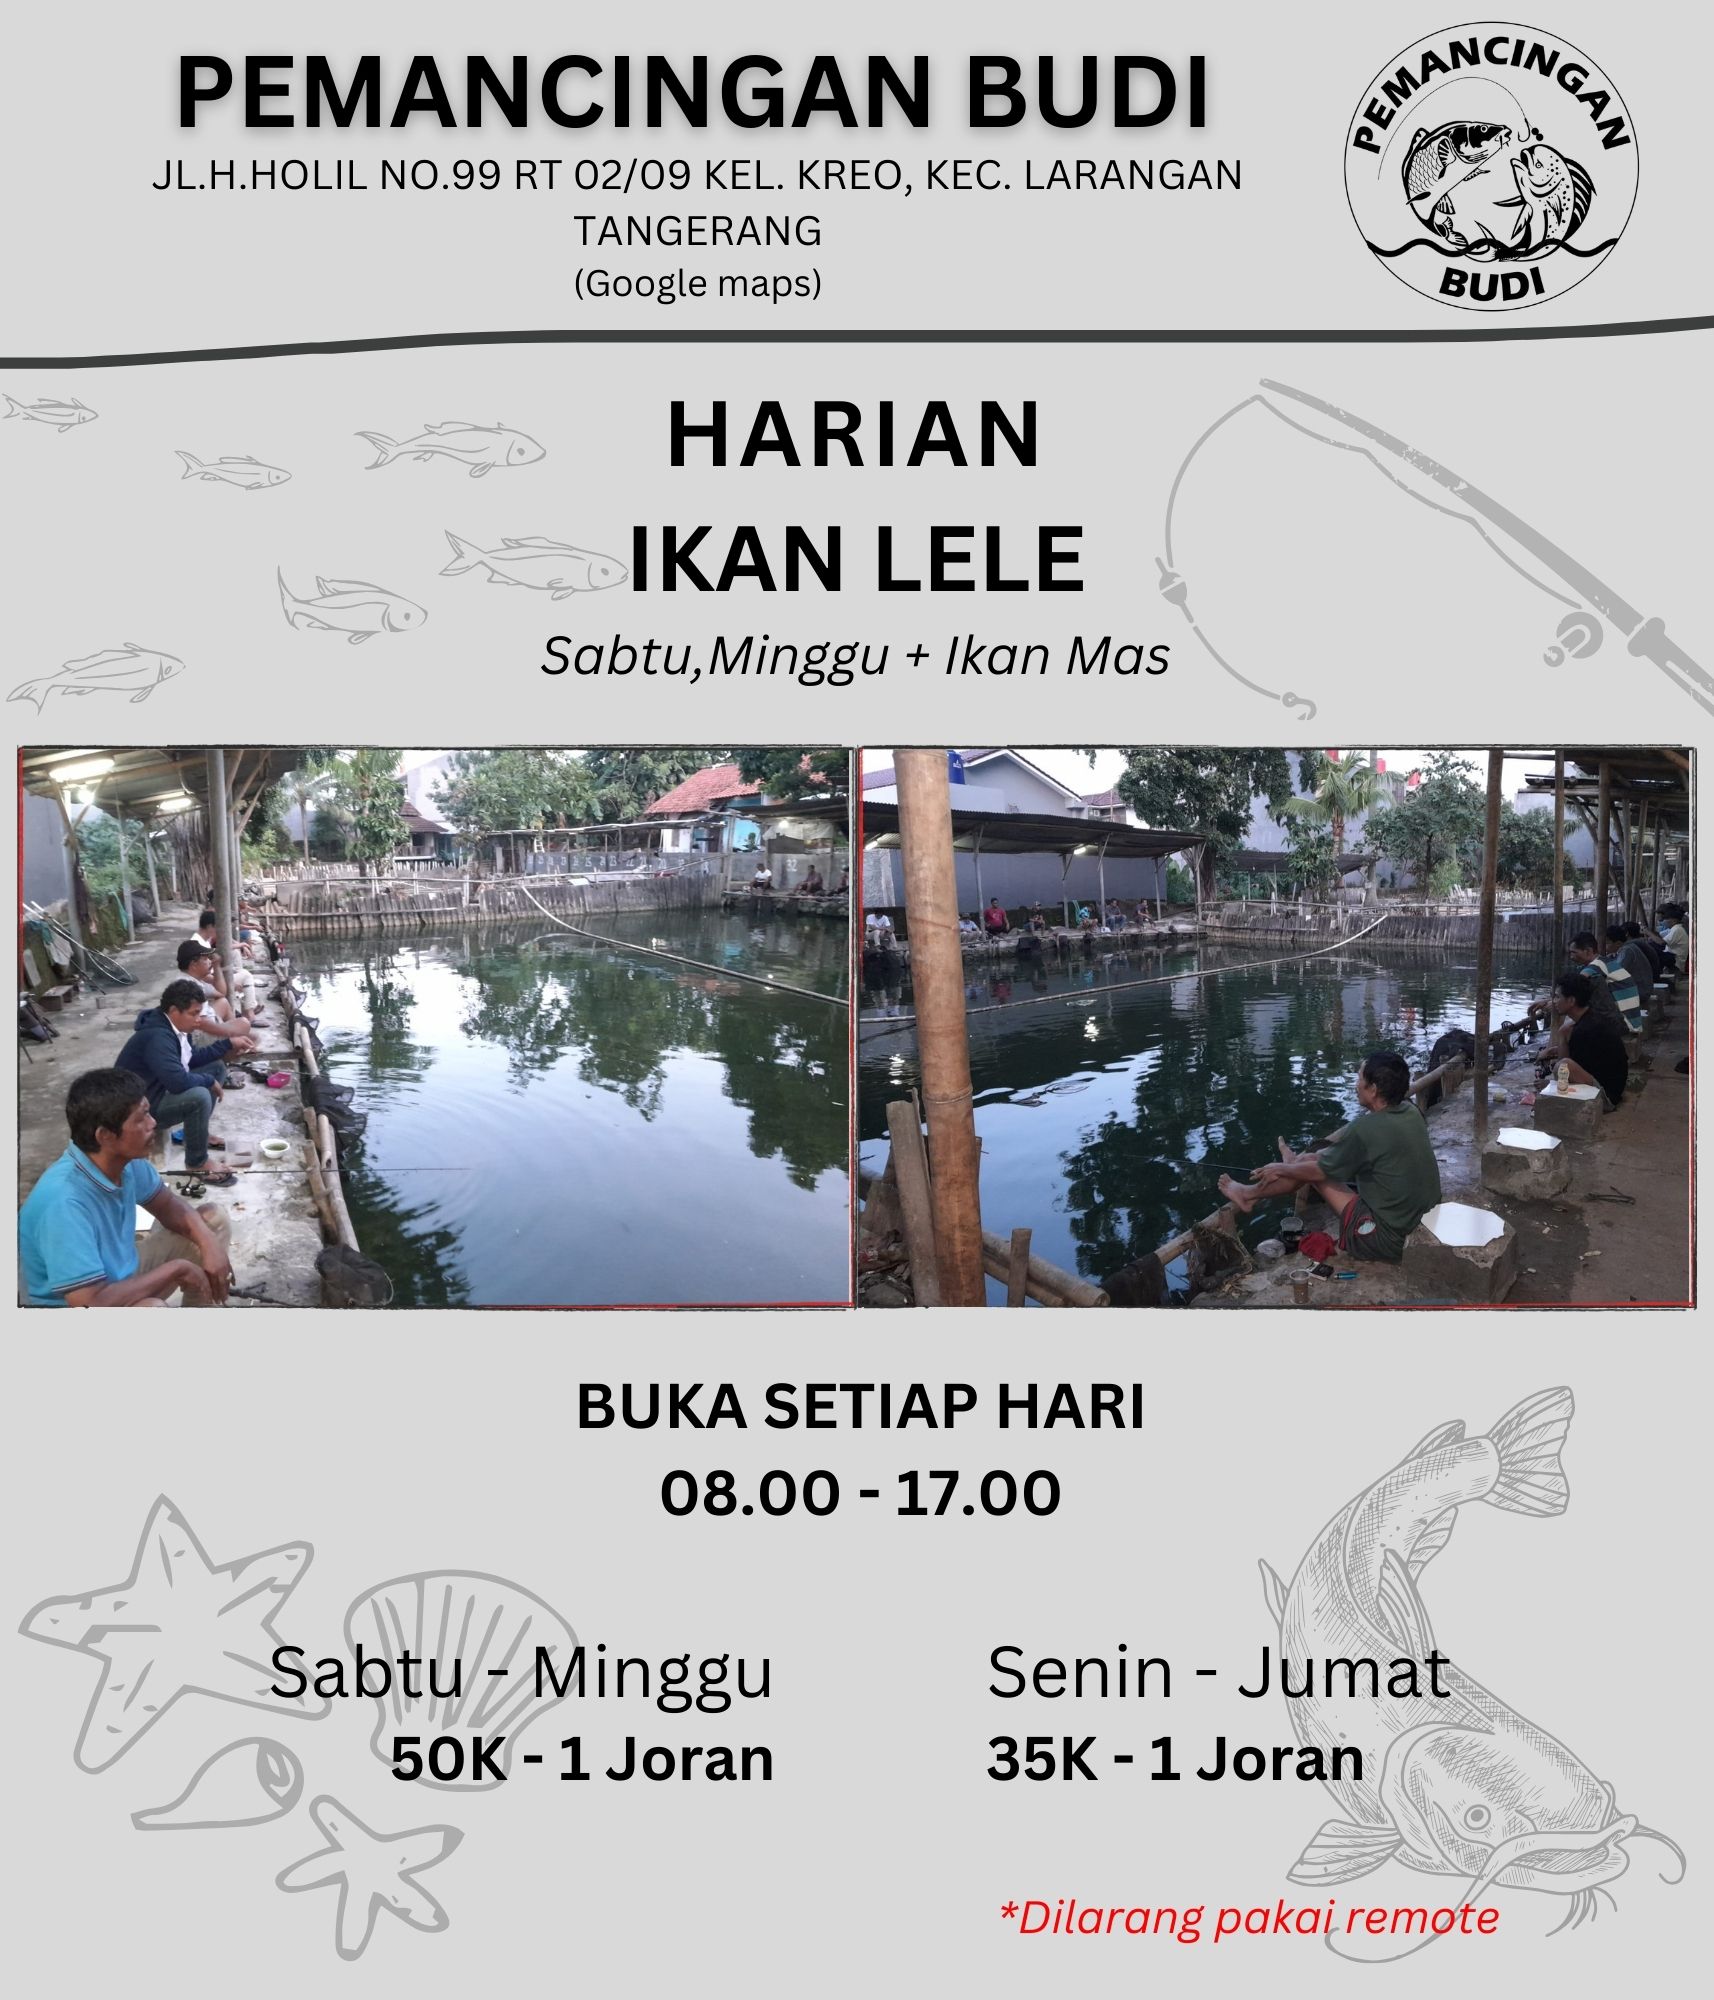 PEMANCINGAN BUDI
JL.H.HOLIL NO.99 RT 02/09 KEL. KREO, KEC. LARANGAN
TANGERANG
(Google maps)
PEMANCINGAN
BUDI
HARIAN
IKAN LELE
Sabtu,Minggu + Ikan Mas
32
BUKA SETIAP HARI
08.00 - 17.00
Sabtu - Minggu
50K - 1 Joran
Senin - Jumat
35K - 1 Joran
*Dilarang pakai remote